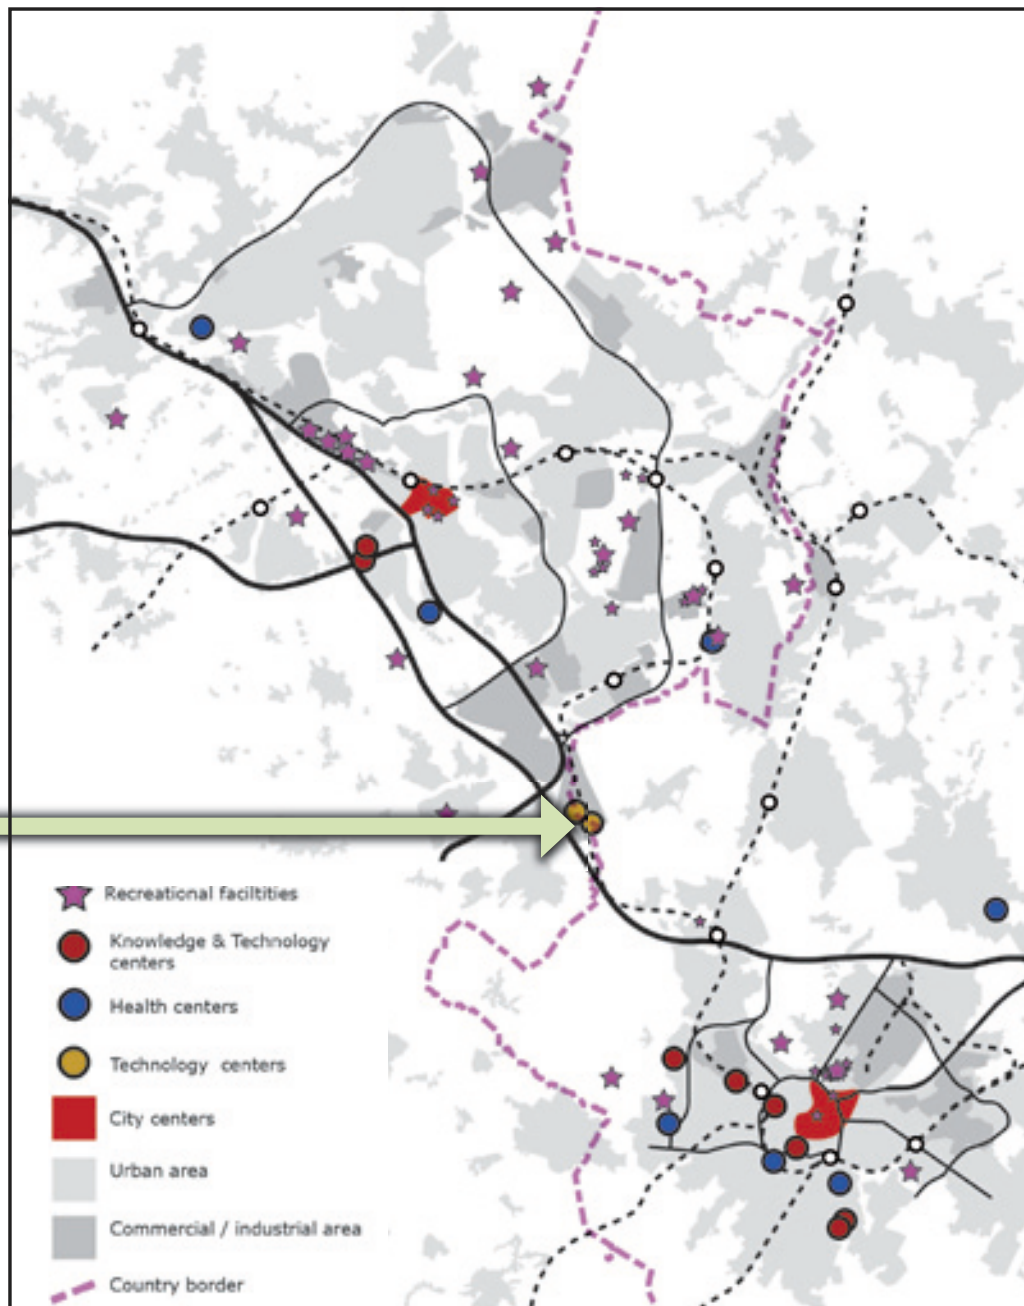 Recreational faciltities
Knowledge & Technology
centers
Health centers
Technology centers
City centers
Urban area
Commercial / industrial area
Country border